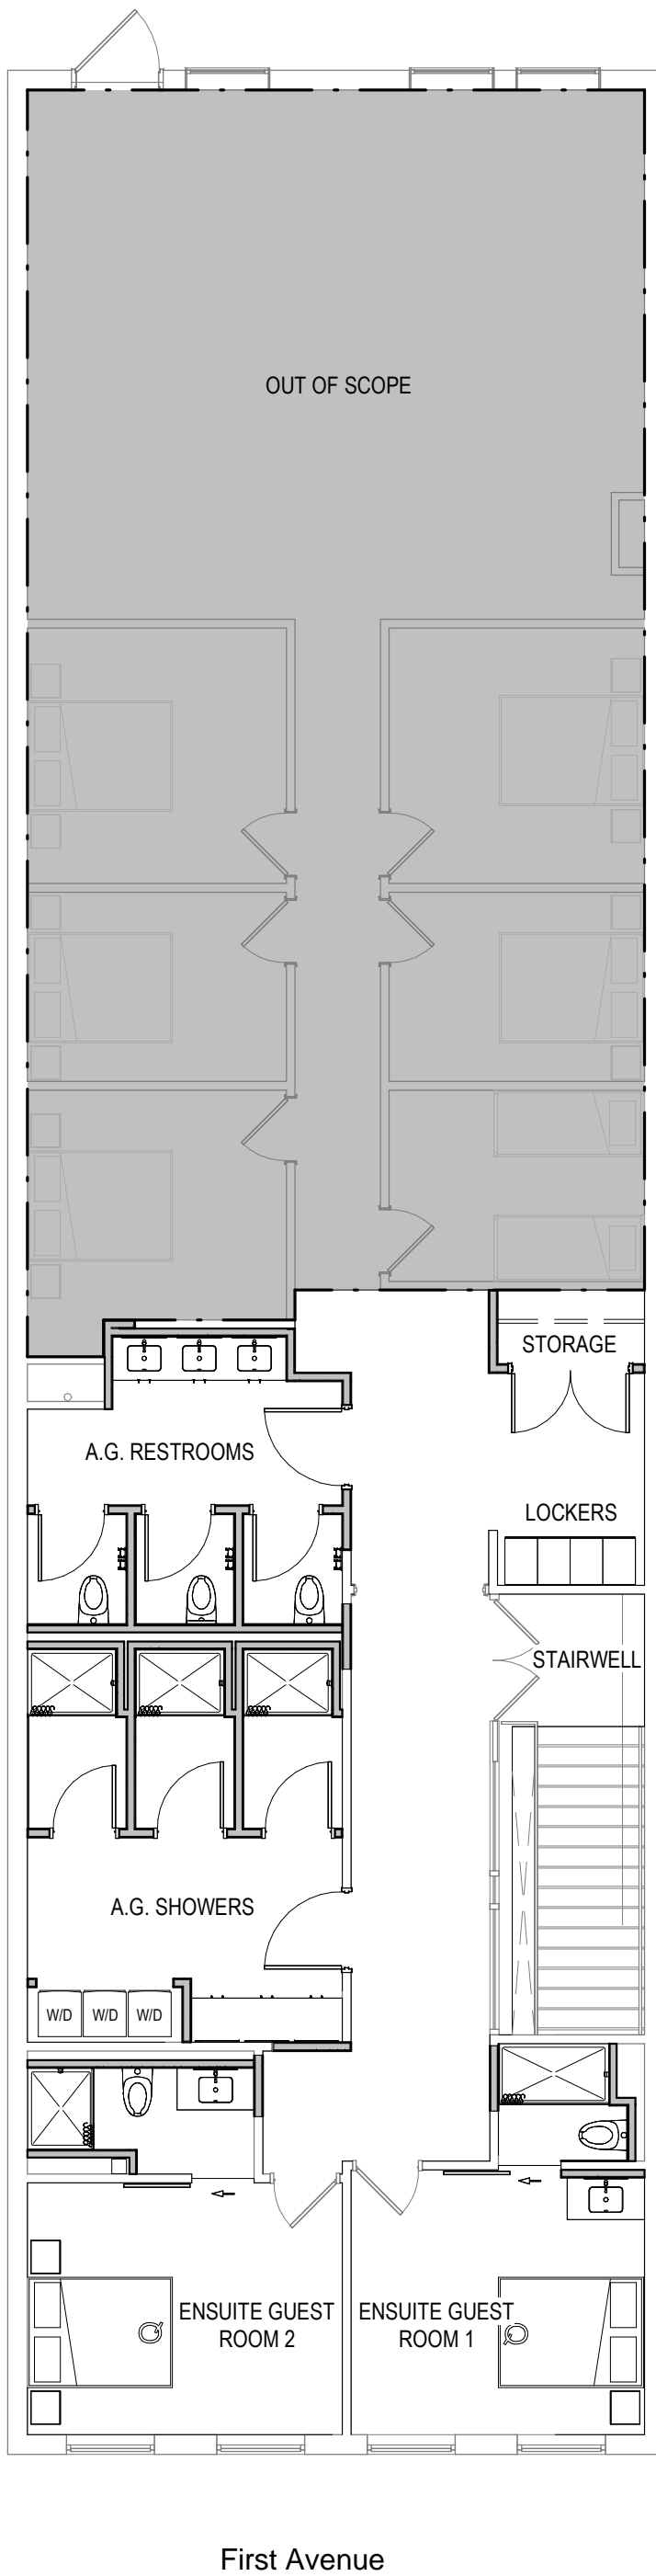 OUT OF SCOPE
STORAGE
A.G. RESTROOMS
LOCKERS
STAIRWELL
A.G. SHOWERS
W/D W/D W/D
ENSUITE GUEST
ROOM 2
ENSUITE GUEST
ROOM 1
Q
Q
First Avenue